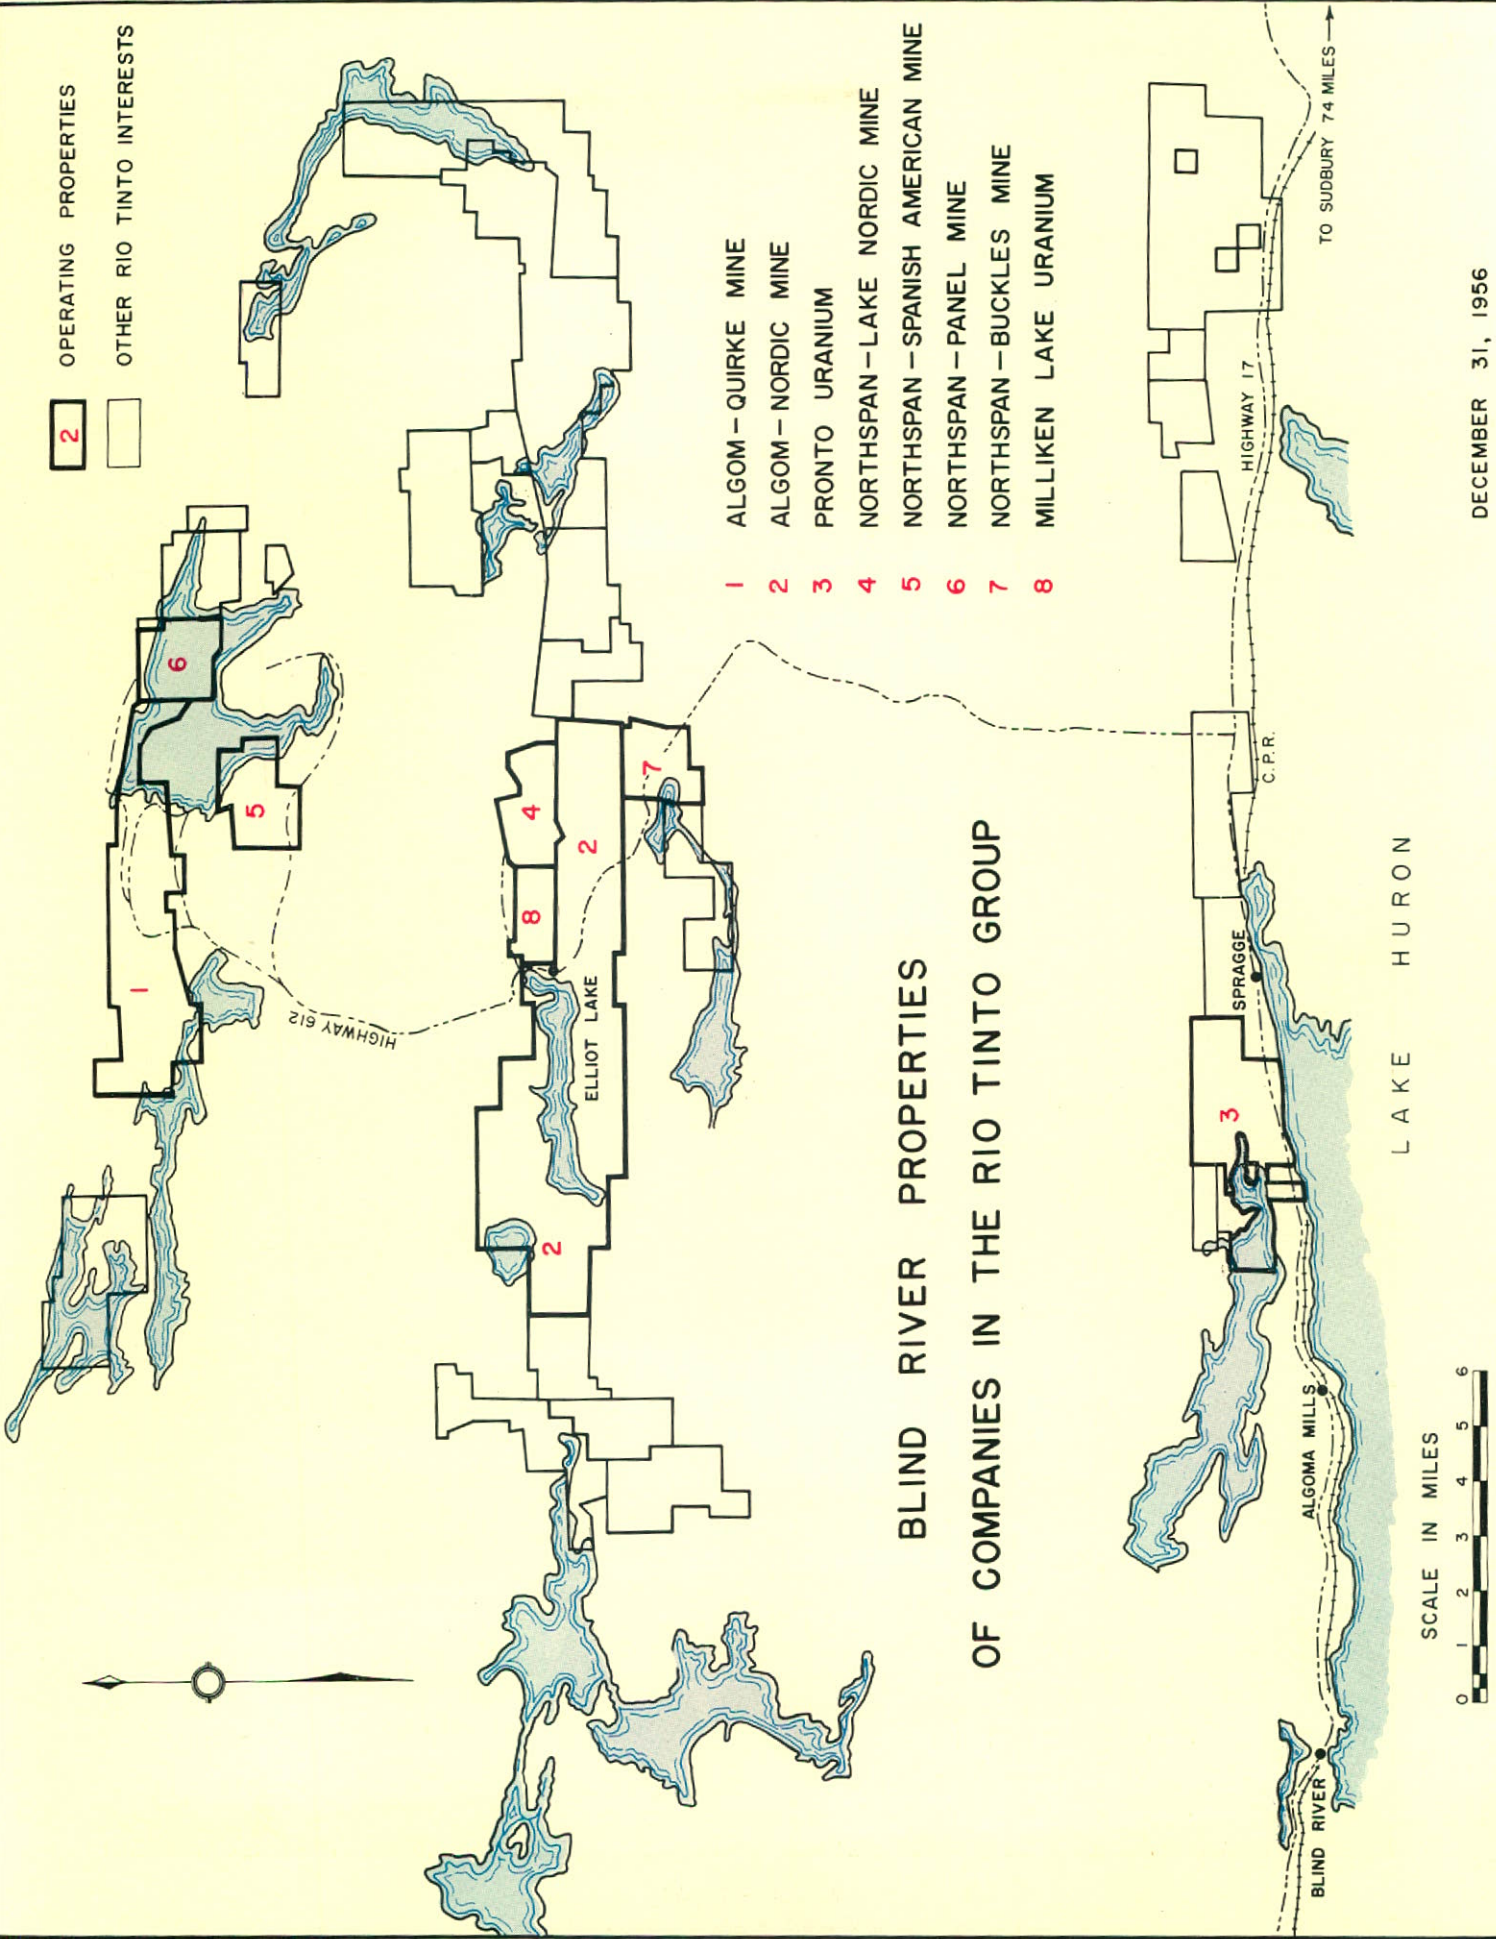 2 OPERATING PROPERTIES
OTHER RIO TINTO INTERESTS
6
5
1
HIGHWAY 612
4
8
2
7
ELLIOT LAKE
2
1 ALGOM-QUIRKE MINE
2 ALGOM-NORDIC MINE
3 PRONTO URANIUM
4 NORTHSPAN-LAKE NORDIC MINE
5 NORTHSPAN-SPANISH AMERICAN MINE
6 NORTHSPAN-PANEL MINE
7 NORTHSPAN-BUCKLES MINE
8 MILLIKEN LAKE URANIUM
BLIND RIVER PROPERTIES
OF COMPANIES IN THE RIO TINTO GROUP
3
SPRAGGE
C.P.R.
HIGHWAY 17
TO SUDBURY 74 MILES
ALGOMA MILLS
BLIND RIVER
LAKE HURON
SCALE IN MILES
0 1 2 3 4 5 6
DECEMBER 31, 1956